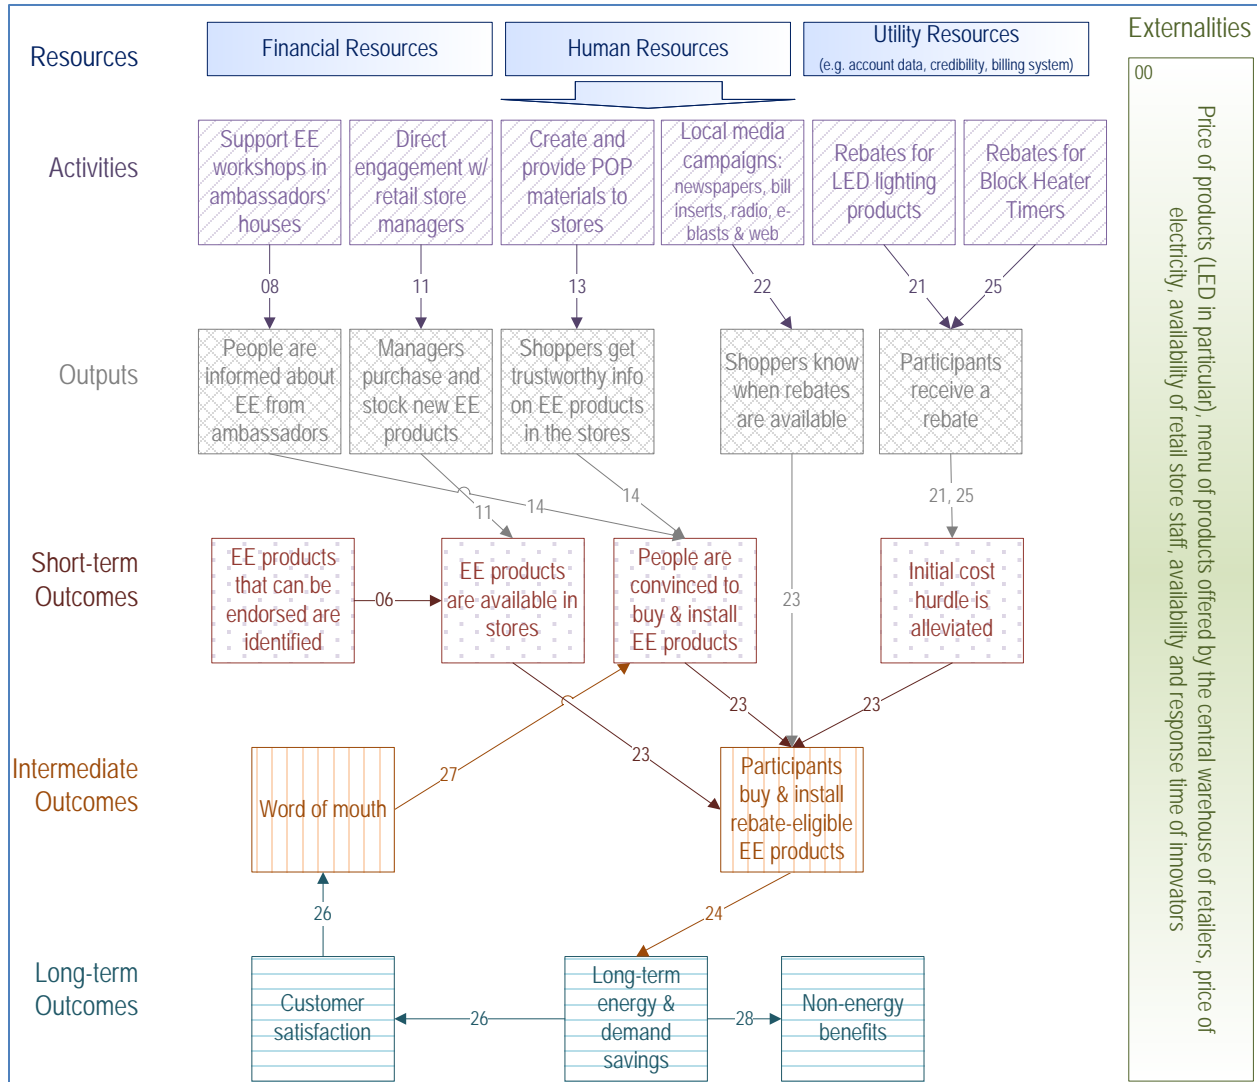 Externalities
Resources
Financial Resources
Human Resources
Utility Resources
(e.g. account data, credibility, billing system)
00
Price of products (LED in particular), menu of products offered by the central warehouse of retailers, price of
electricity, availability of retail store staff, availability and response time of innovators
Activities
Support EE
workshops in
ambassadors'
houses
Direct
engagement w/
retail store
managers
Create and
provide POP
materials to
stores
Local media
campaigns:
newspapers, bill
inserts, radio, e-
blasts & web
Rebates for
LED lighting
products
Rebates for
Block Heater
Timers
08
11
13
22
21
25
Outputs
People are
informed about
EE from
ambassadors
Managers
purchase and
stock new EE
products
Shoppers get
trustworthy info
on EE products
in the stores
Shoppers know
when rebates
are available
Participants
receive a
rebate
11
14
14
23
21, 25
Short-term
Outcomes
EE products
that can be
endorsed are
identified
06
EE products
are available in
stores
People are
convinced to
buy & install
EE products
Initial cost
hurdle is
alleviated
27
23
23
23
Intermediate
Outcomes
Word of mouth
Participants
buy & install
rebate-eligible
EE products
26
24
Long-term
Outcomes
Customer
satisfaction
26
Long-term
energy &
demand
savings
28
Non-energy
benefits